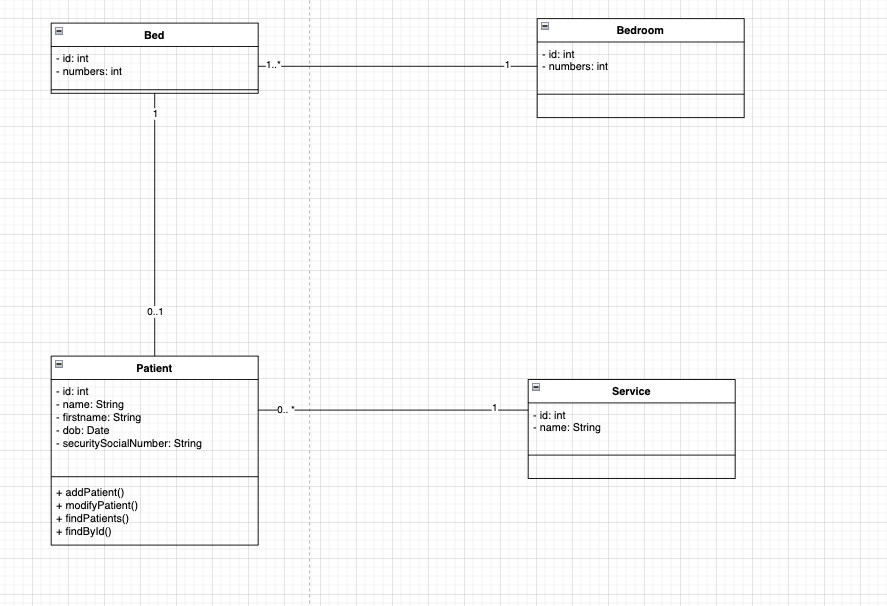 Bed
- id: int
- numbers: int
1..*
1
Bedroom
- id: int
- numbers: int
1
0..1
Patient
- id: int
- name: String
- firstname: String
- dob: Date
- securitySocialNumber: String
+ addPatient()
+ modifyPatient()
+ findPatients()
+ findById()
0.. *
1
Service
- id: int
- name: String